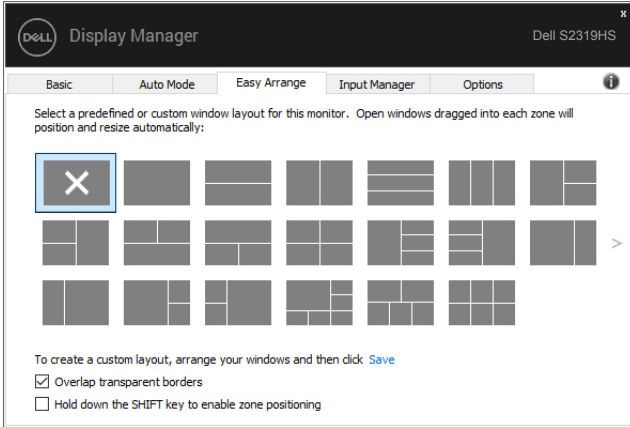 x
DELL Display Manager
Dell S2319HS
Basic Auto Mode Easy Arrange Input Manager Options i
Select a predefined or custom window layout for this monitor. Open windows dragged into each zone will
position and resize automatically:
>
To create a custom layout, arrange your windows and then click Save
Overlap transparent borders
Hold down the SHIFT key to enable zone positioning